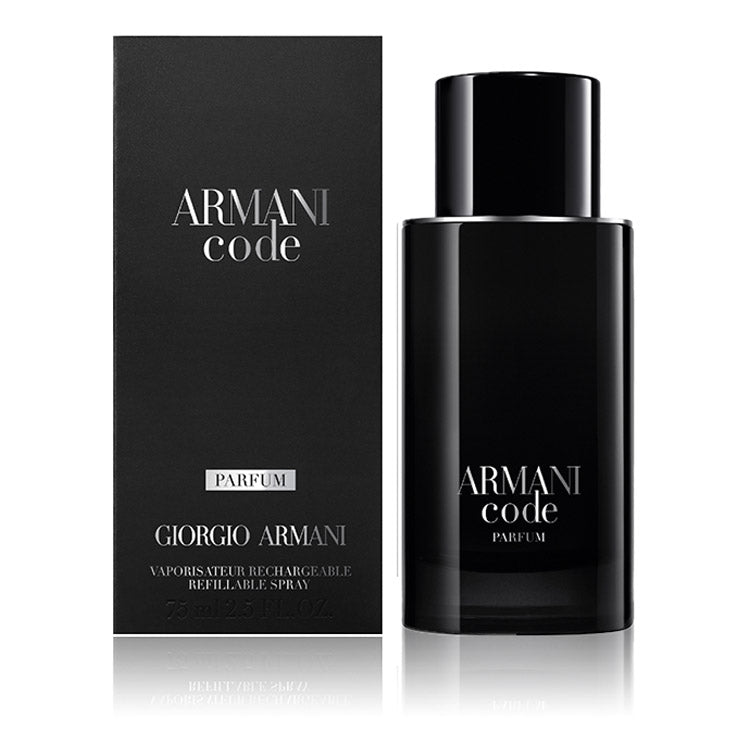 ARMANI
code
PARFUM
GIORGIO ARMANI
VAPORISATEUR RECHARGEABLE
REFILLABLE SPRAY
75 ml 2.5 FL.OZ.
ARMANI
code
PARFUM